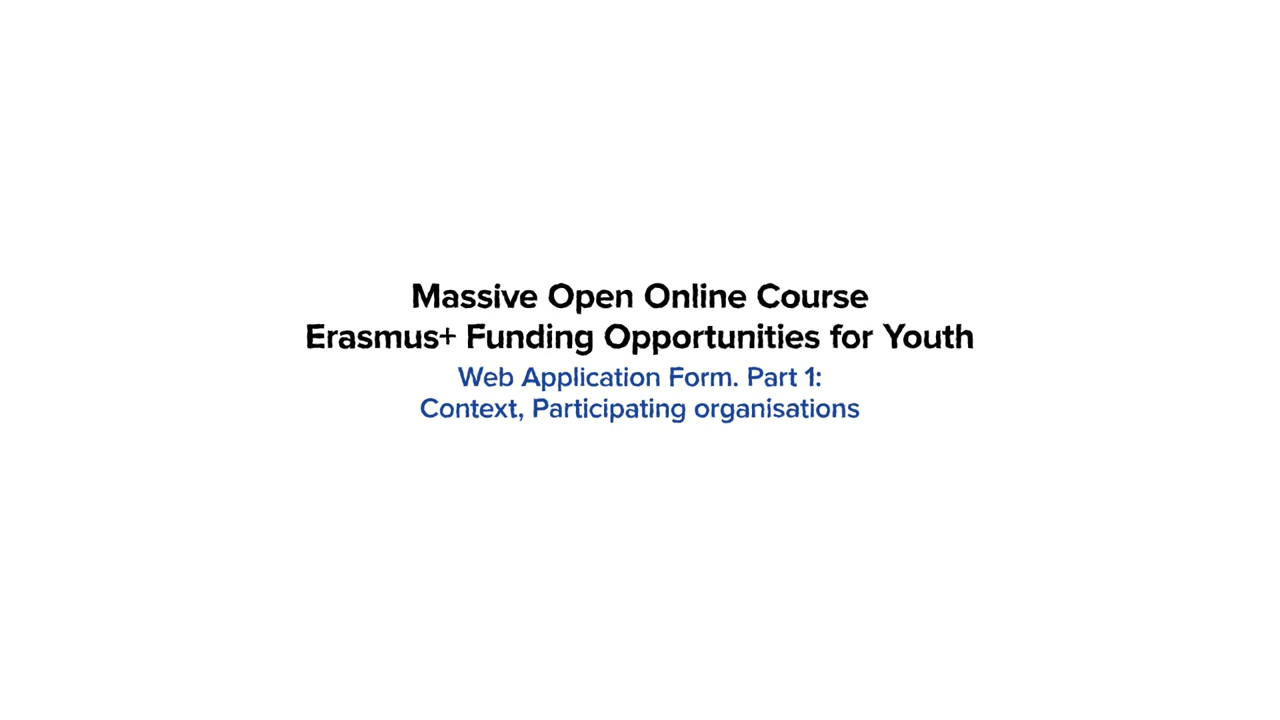 Massive Open Online Course
Erasmus+ Funding Opportunities for Youth
Web Application Form. Part 1:
Context, Participating organisations